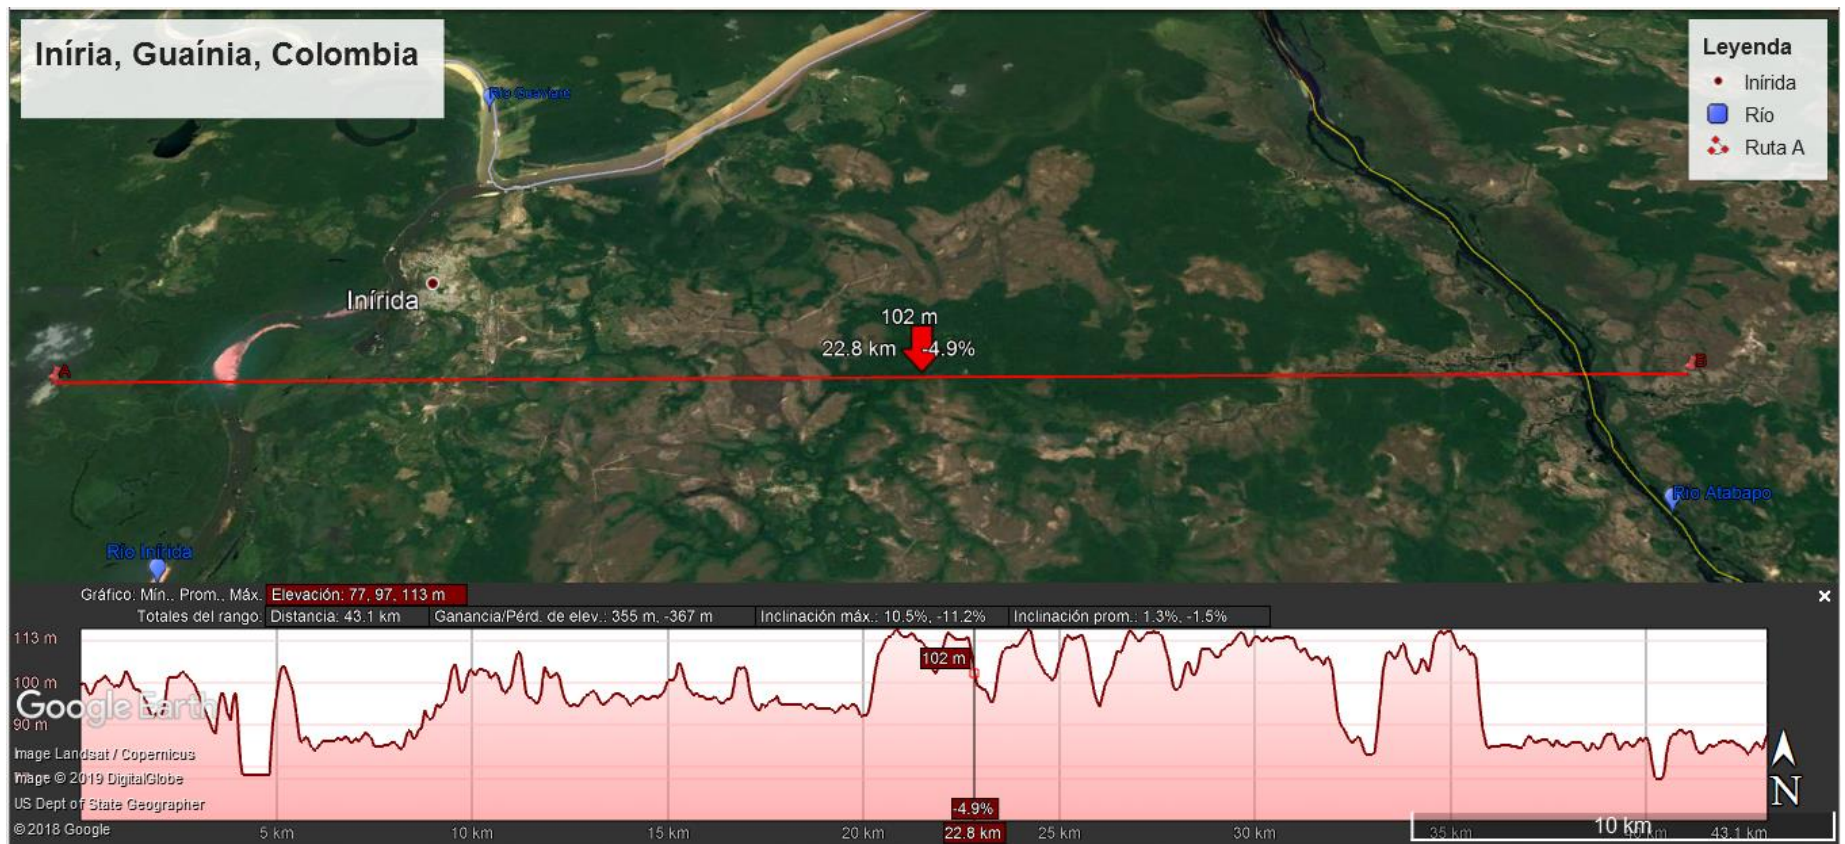 Iníria, Guaínia, Colombia
Leyenda
Inírida
Río
Ruta A
Río Guaviare
Inírida
102 m
22.8 km -4.9%
A
B
Río Atabapo
Río Inírida
Gráfico: Mín., Prom., Máx. Elevación: 77, 97, 113 m
Totales del rango: Distancia: 43.1 km Ganancia/Pérd. de elev.: 355 m, -367 m Inclinación máx.: 10.5%, -11.2% Inclinación prom.: 1.3%, -1.5%
113 m
102 m
100 m
Google Earth
90 m
Image Landsat / Copernicus
Image © 2019 DigitalGlobe
US Dept of State Geographer
N
-4.9%
© 2018 Google
5 km 10 km 15 km 20 km 22.8 km 25 km 30 km 35 km 40 km 43.1 km
10 km